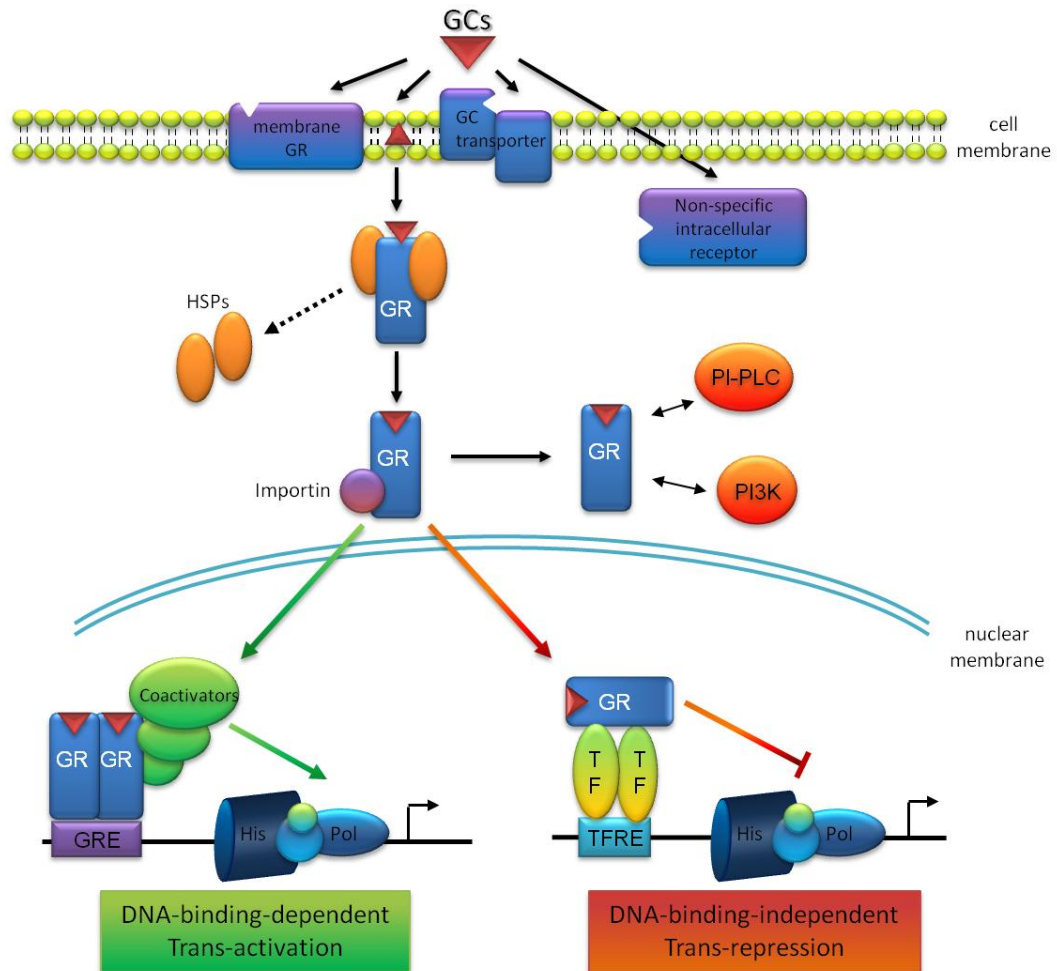 GCs
membrane
GR
GC
transporter
cell
membrane
Non-specific
intracellular
receptor
HSPs
GR
PI-PLC
GR
GR
Importin
PI3K
nuclear
membrane
Coactivators
GR
GR GR
T T
F F
His Pol
His Pol
GRE
TFRE
DNA-binding-dependent
Trans-activation
DNA-binding-independent
Trans-repression